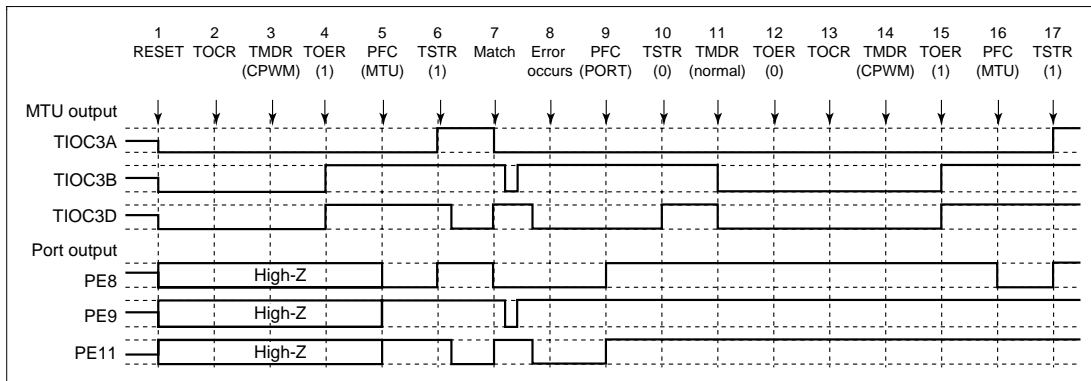 1 2 3 4 5 6 7 8 9 10 11 12 13 14 15 16 17
RESET TOCR TMDR TOER PFC TSTR Match Error PFC TSTR TMDR TOER TOCR TMDR TOER PFC TSTR
(CPWM) (1) (MTU) (1) occurs (PORT) (0) (normal) (0) (CPWM) (1) (MTU) (1)
MTU output
TIOC3A
TIOC3B
TIOC3D
Port output
PE8 High-Z
PE9 High-Z
PE11 High-Z